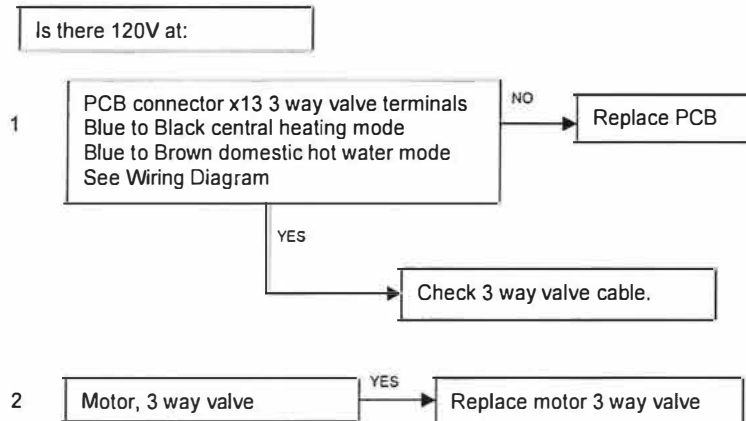 Is there 120V at:
1
PCB connector x13 3 way valve terminals
Blue to Black central heating mode
Blue to Brown domestic hot water mode
See Wiring Diagram
NO
Replace PCB
YES
Check 3 way valve cable.
2
Motor, 3 way valve
YES
Replace motor 3 way valve